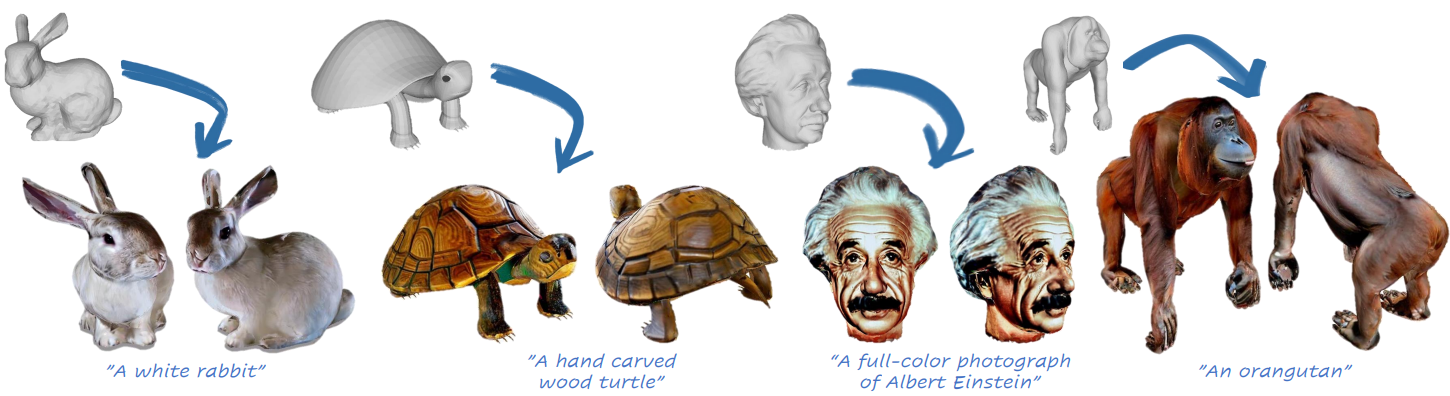 "A white rabbit"
"A hand carved
wood turtle"
"A full-color photograph
of Albert Einstein"
"An orangutan"